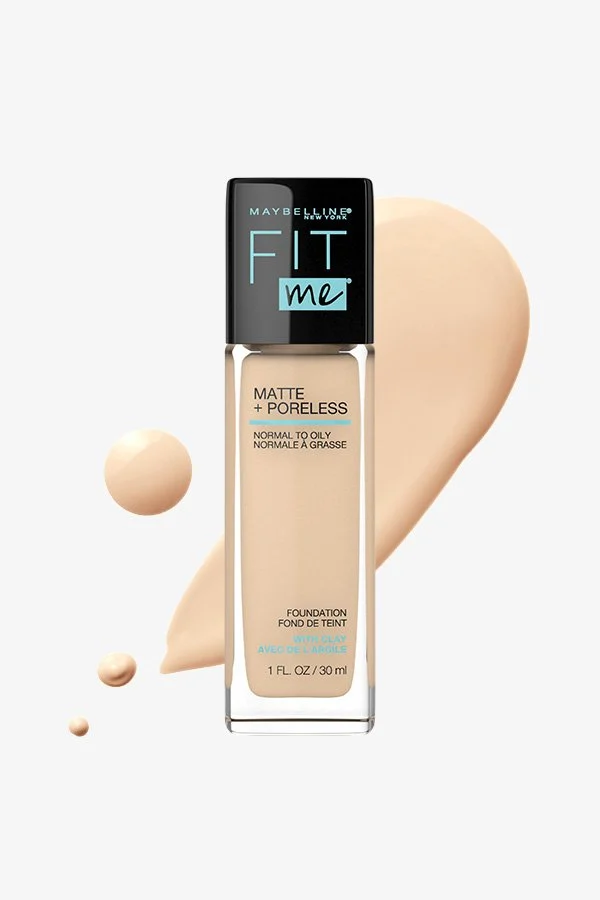 MAYBELLINE®
NEW YORK
FIT
me®
MATTE
+ PORELESS
NORMAL TO OILY
NORMALE À GRASSE
FOUNDATION
FOND DE TEINT
WITH CLAY
AVEC DE L'ARGILE
1 FL. OZ / 30 ml